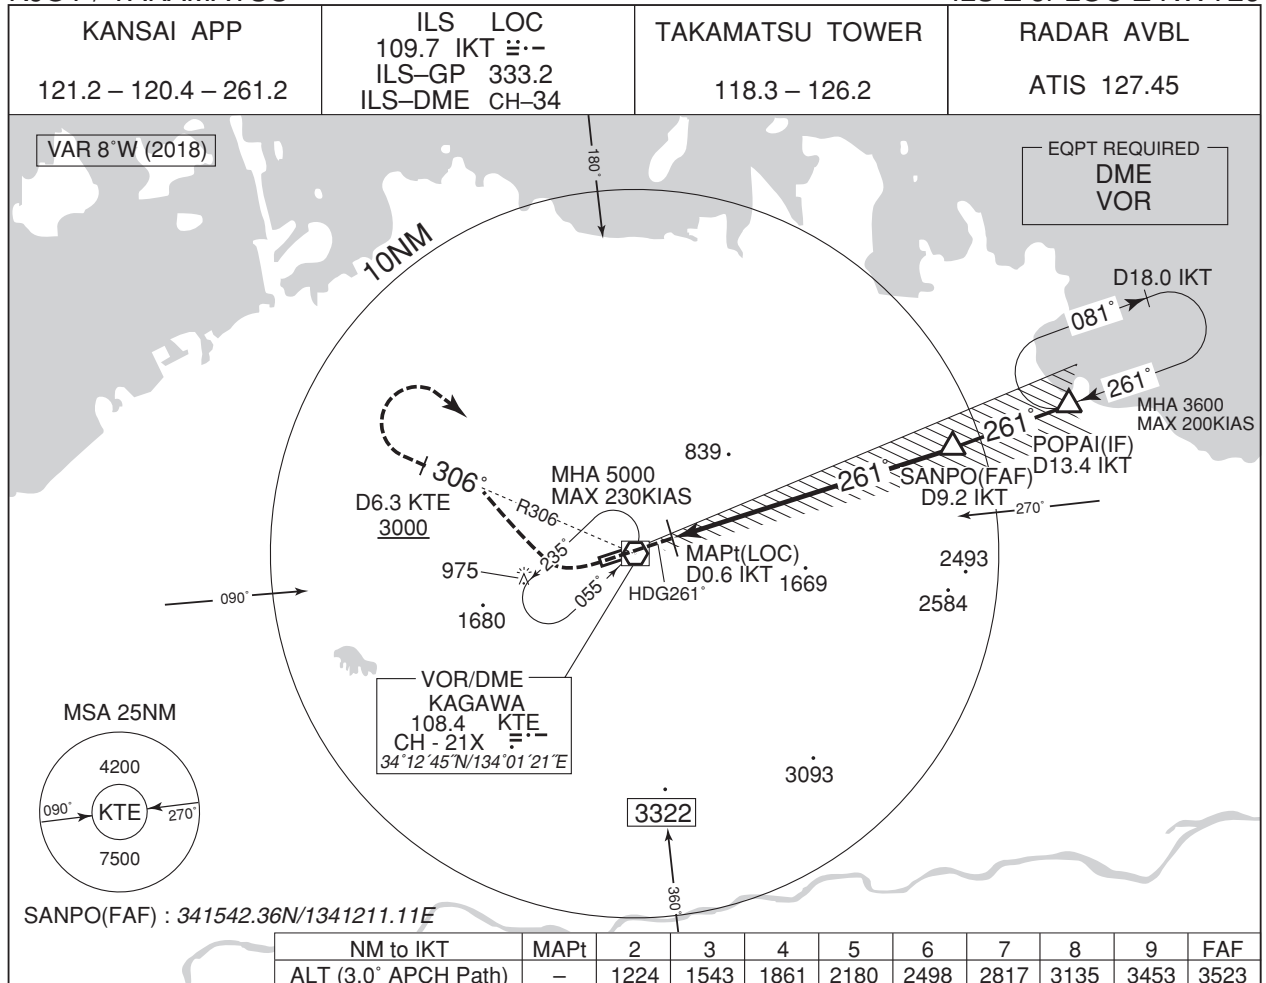 KANSAI APP
121.2 – 120.4 – 261.2
ILS LOC
109.7 IKT
ILS–GP 333.2
ILS–DME CH–34
TAKAMATSU TOWER
118.3 – 126.2
RADAR AVBL
ATIS 127.45
VAR 8°W (2018)
180°
EQPT REQUIRED
DME
VOR
10NM
D18.0 IKT
081°
261°
MHA 3600
MAX 200KIAS
261°
POPAI(IF)
D13.4 IKT
839
261°
SANPO(FAF)
D9.2 IKT
270°
306°
MHA 5000
MAX 230KIAS
D6.3 KTE
3000
R306
235°
MAPt(LOC)
D0.6 IKT
975
055°
HDG261°
1669
2493
2584
090°
1680
VOR/DME
KAGAWA
108.4 KTE
CH - 21X
34°12´45˝N/134°01´21˝E
MSA 25NM
4200
090°
KTE
270°
7500
3093
3322
360°
SANPO(FAF) : 341542.36N/1341211.11E
NM to IKT MAPt 2 3 4 5 6 7 8 9 FAF
ALT (3.0° APCH Path) – 1224 1543 1861 2180 2498 2817 3135 3453 3523